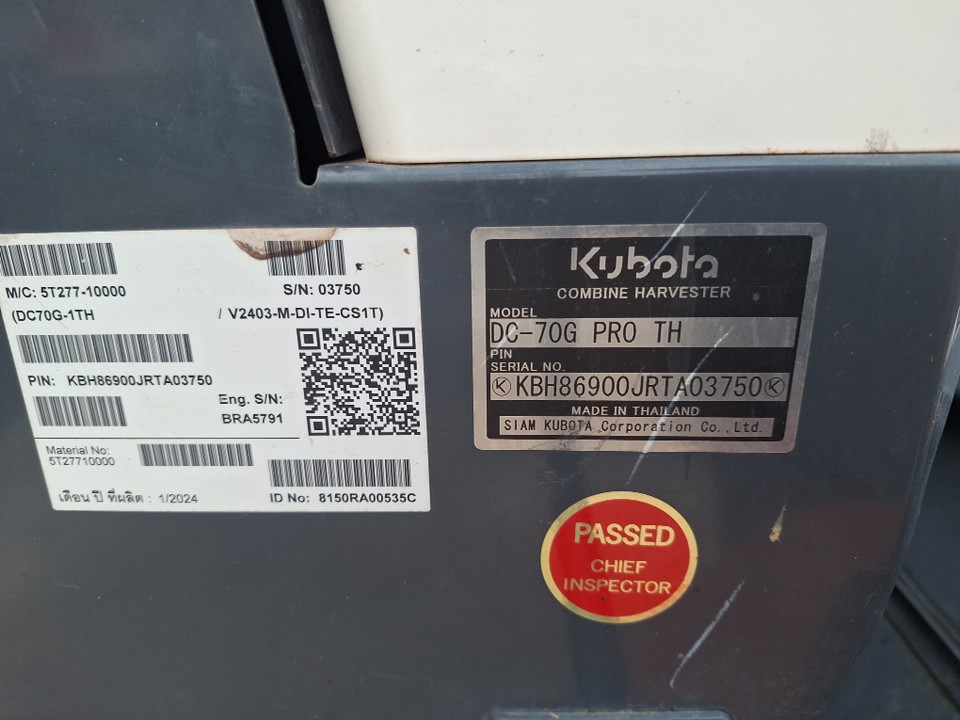 M/C: 5T277-10000
S/N: 03750
(DC70G-1TH / V2403-M-DI-TE-CS1T)
PIN: KBH86900JRTA03750
Eng. S/N:
BRA5791
Material No:
5T27710000
เดือน ปี ที่ผลิต : 1/2024
ID No: 8150RA00535C
Kubota
COMBINE HARVESTER
MODEL
DC-70G PRO TH
PIN
SERIAL NO.
KBH86900JRTA03750
MADE IN THAILAND
SIAM KUBOTA Corporation Co.,Ltd.
PASSED
CHIEF
INSPECTOR